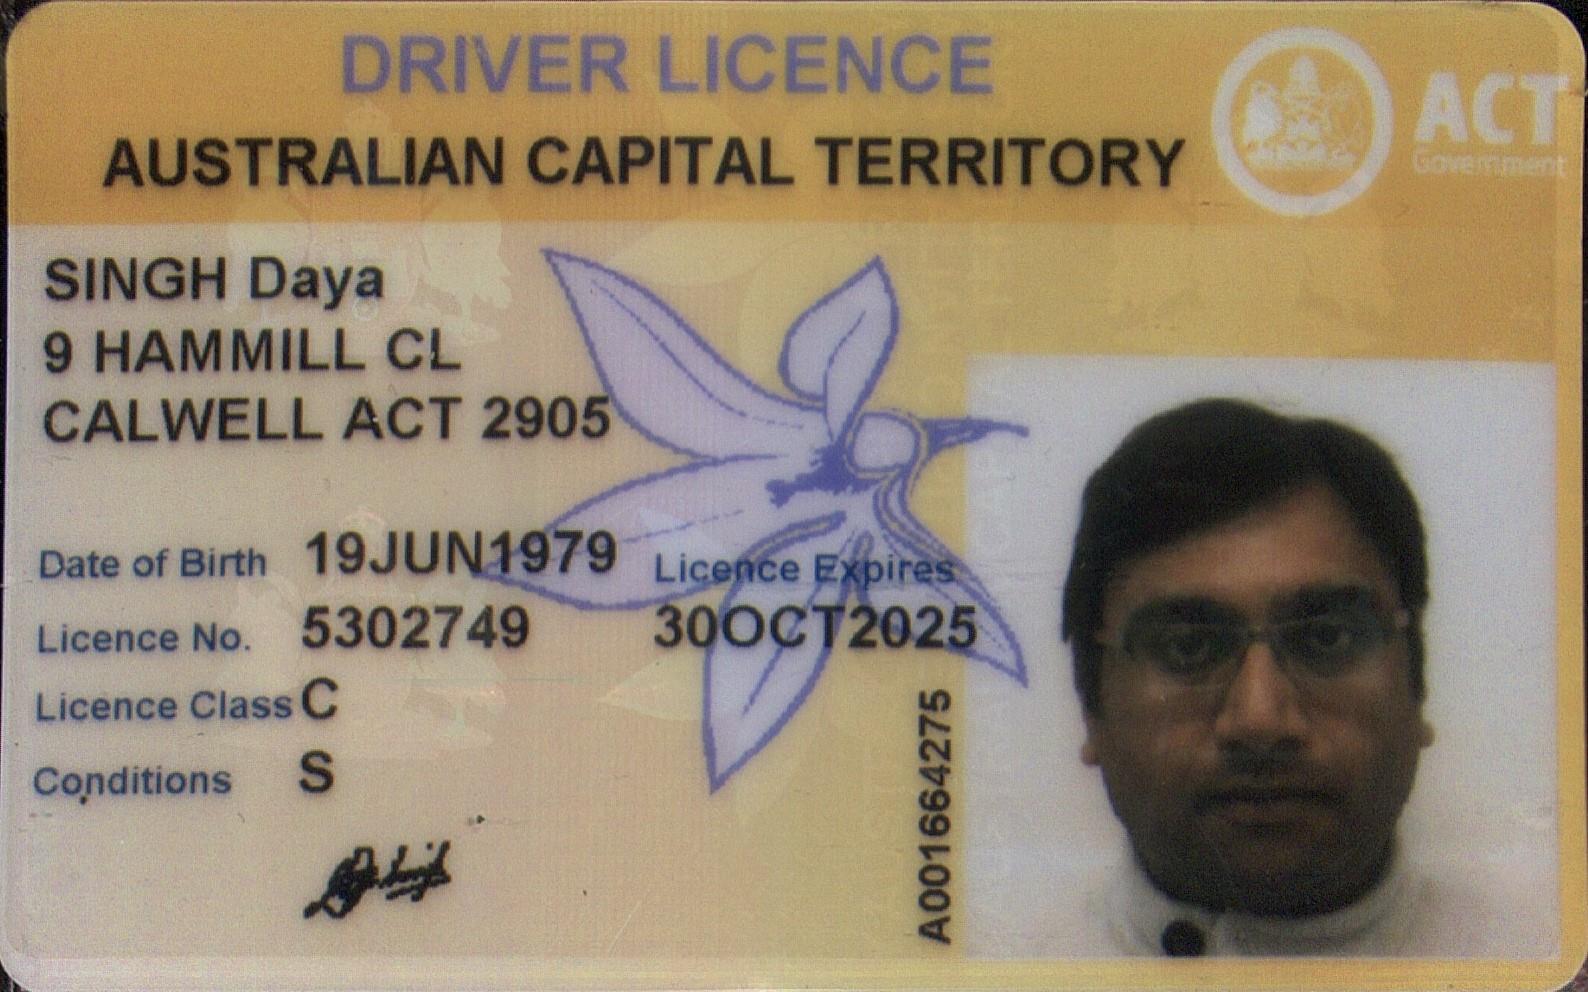 DRIVER LICENCE
AUSTRALIAN CAPITAL TERRITORY
ACT
Government
SINGH Daya
9 HAMMILL CL
CALWELL ACT 2905
Date of Birth 19JUN1979
Licence Expires
Licence No. 5302749
30OCT2025
Licence Class C
Conditions S
A001664275